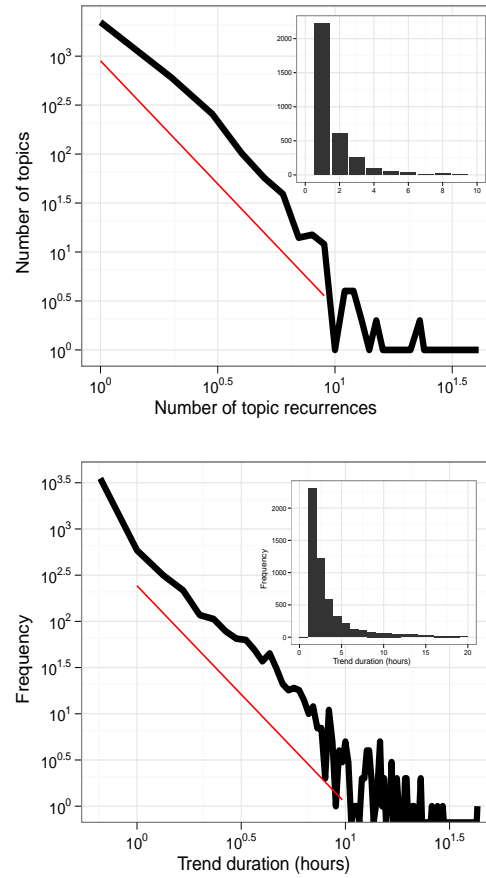 Number of topics
10^3
10^2.5
10^2
10^1.5
10^1
10^0.5
10^0
10^0 10^0.5 10^1 10^1.5
Number of topic recurrences
2000
1500
1000
500
0
0 2 4 6 8 10
Frequency
10^3.5
10^3
10^2.5
10^2
10^1.5
10^1
10^0.5
10^0
10^0 10^0.5 10^1 10^1.5
Trend duration (hours)
Frequency
2000
1500
1000
500
0
0 5 10 15 20
Trend duration (hours)